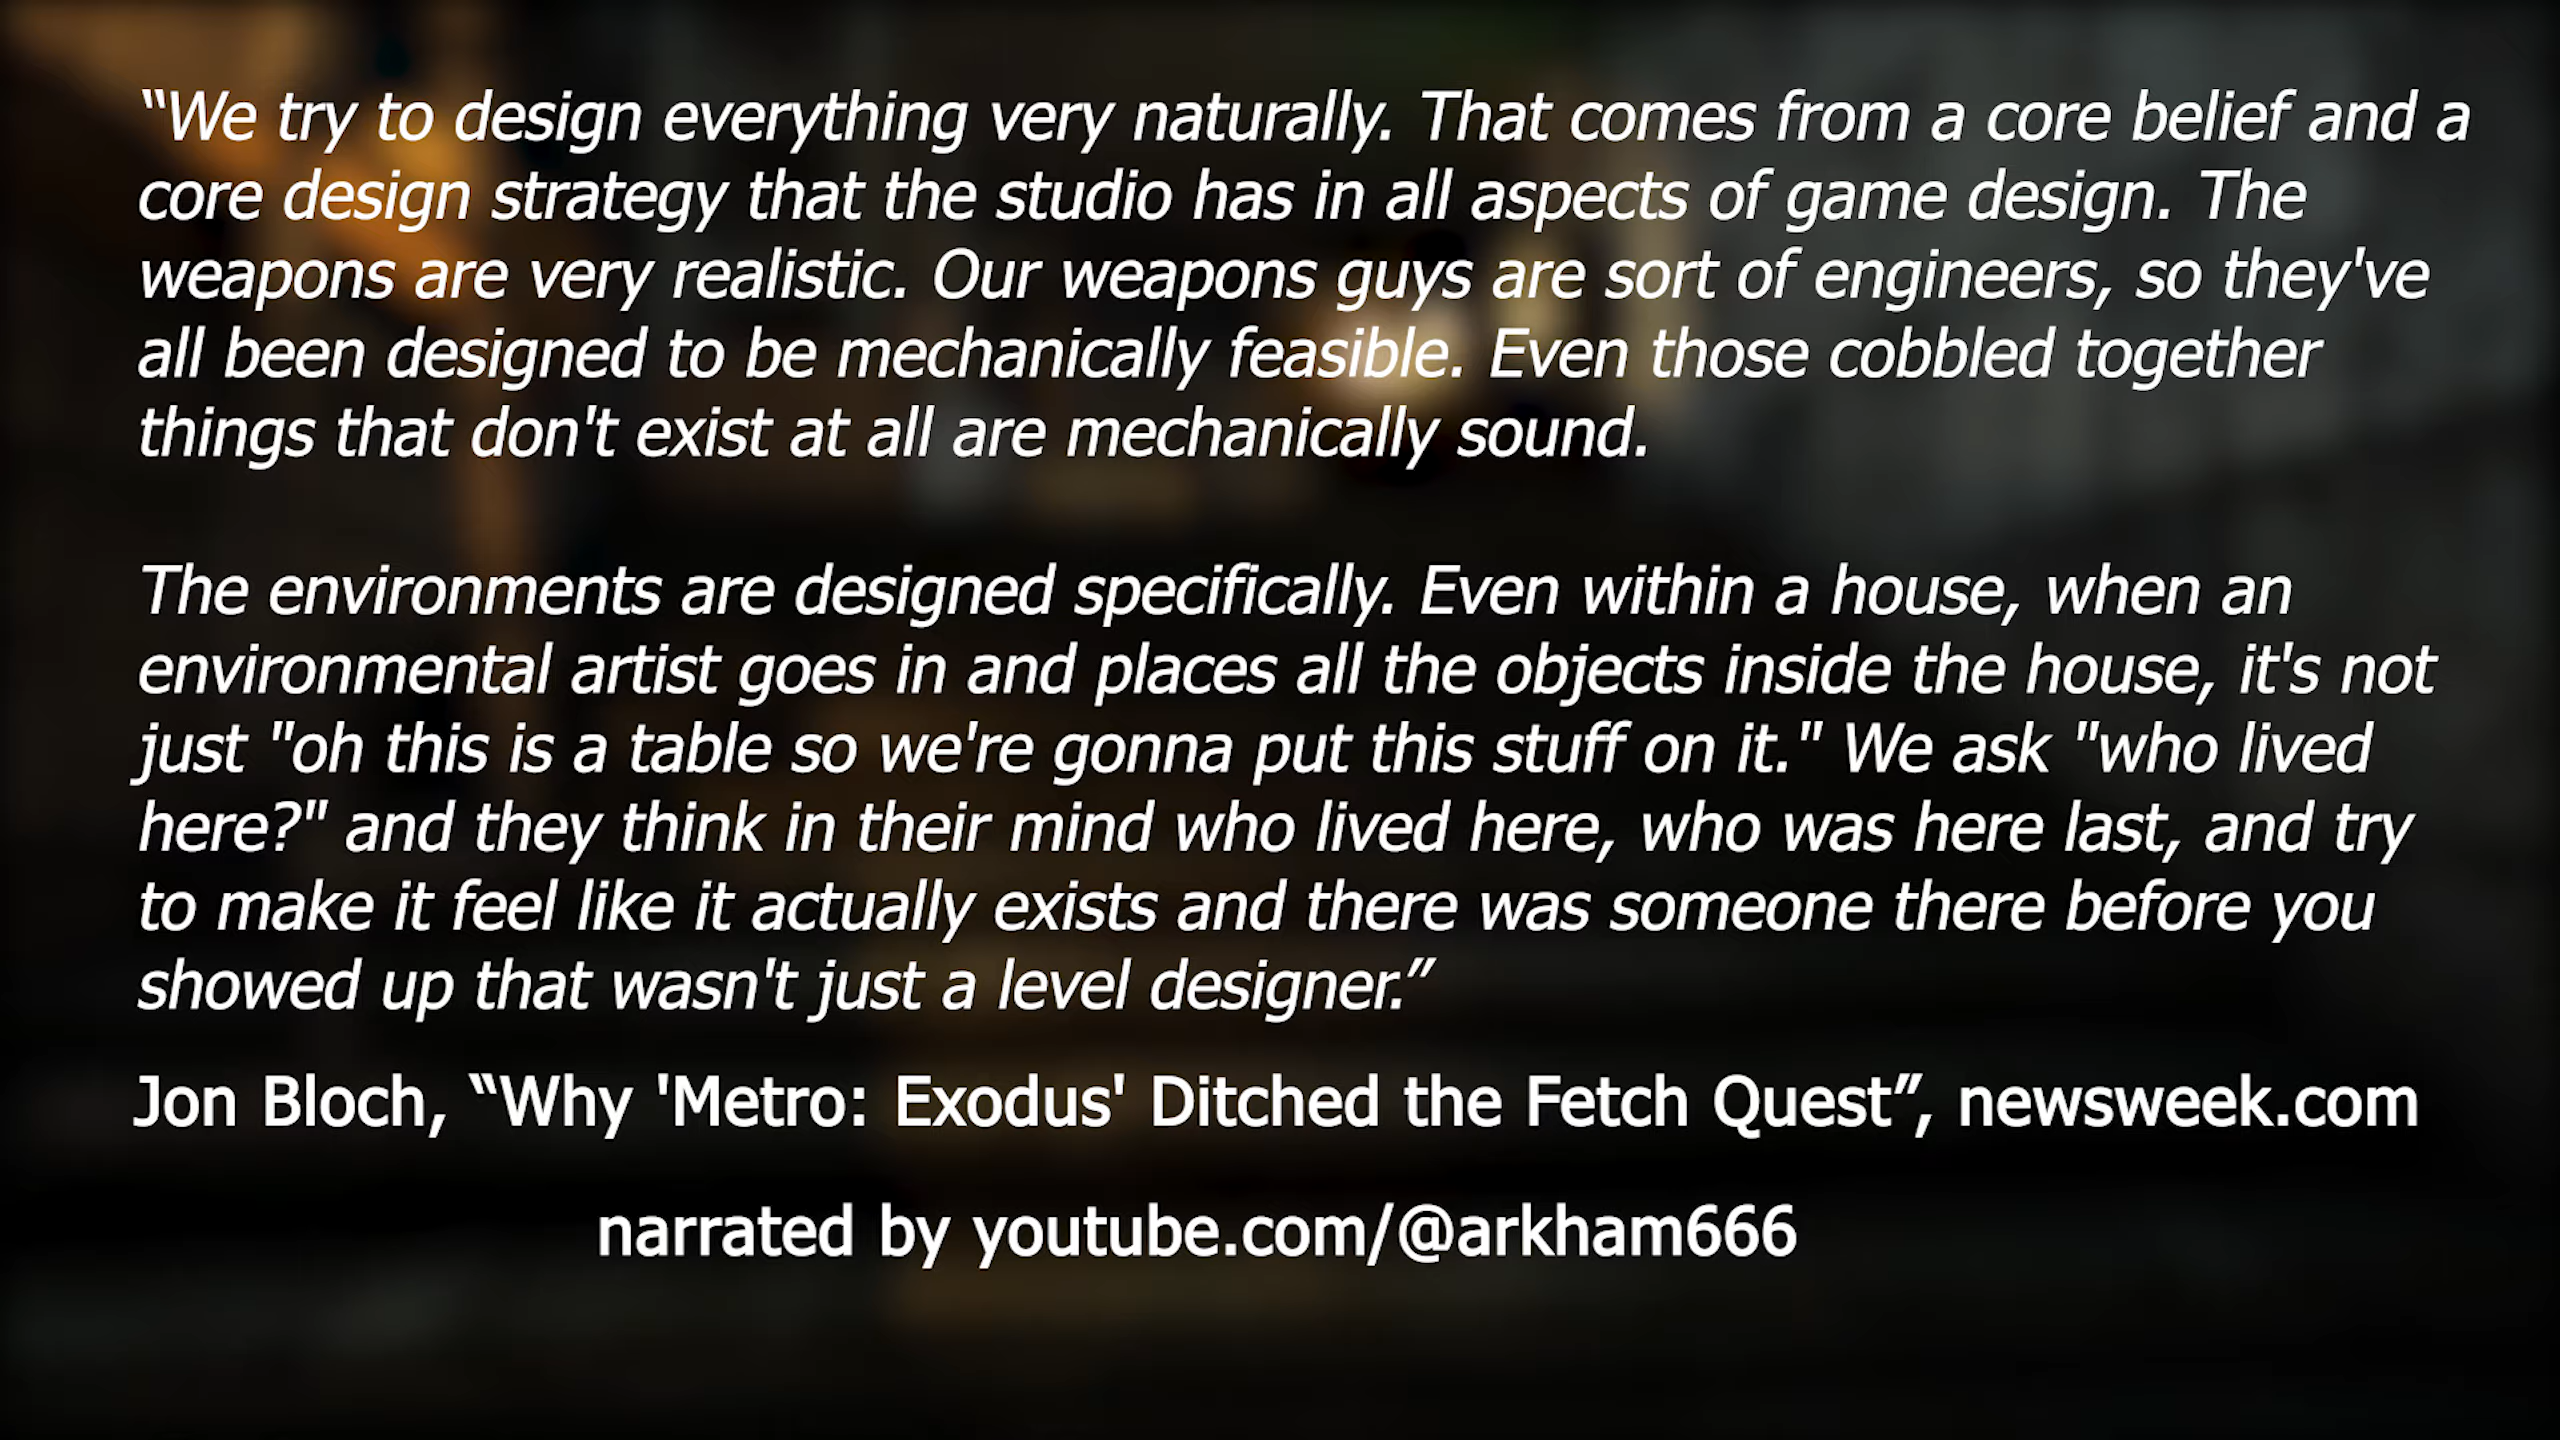 “We try to design everything very naturally. That comes from a core belief and a
core design strategy that the studio has in all aspects of game design. The
weapons are very realistic. Our weapons guys are sort of engineers, so they've
all been designed to be mechanically feasible. Even those cobbled together
things that don't exist at all are mechanically sound.
The environments are designed specifically. Even within a house, when an
environmental artist goes in and places all the objects inside the house, it's not
just "oh this is a table so we're gonna put this stuff on it." We ask "who lived
here?" and they think in their mind who lived here, who was here last, and try
to make it feel like it actually exists and there was someone there before you
showed up that wasn't just a level designer.”
Jon Bloch, “Why 'Metro: Exodus' Ditched the Fetch Quest”, newsweek.com
narrated by youtube.com/@arkham666